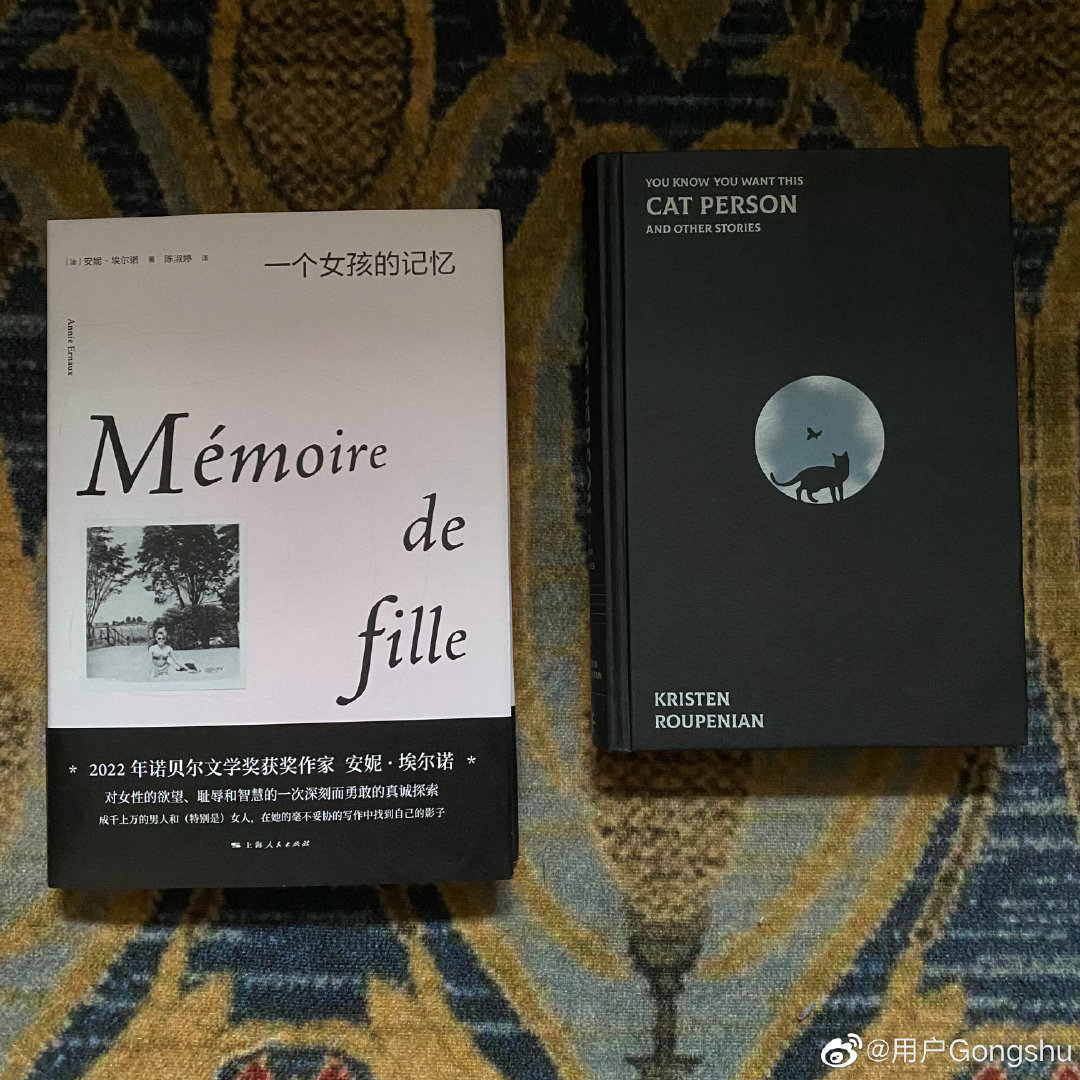 [法] 安妮·埃尔诺 著 陈淑婷 译
一个女孩的记忆
Annie Ernaux
Mémoire
de
fille
* 2022 年诺贝尔文学奖获奖作家 安妮·埃尔诺 *
对女性的欲望、耻辱和智慧的一次深刻而勇敢的真诚探索
成千上万的男人和（特别是）女人，在她的毫不妥协的写作中找到自己的影子
上海人民出版社
YOU KNOW YOU WANT THIS
CAT PERSON
AND OTHER STORIES
KRISTEN
ROUPENIAN
@用户Gongshu